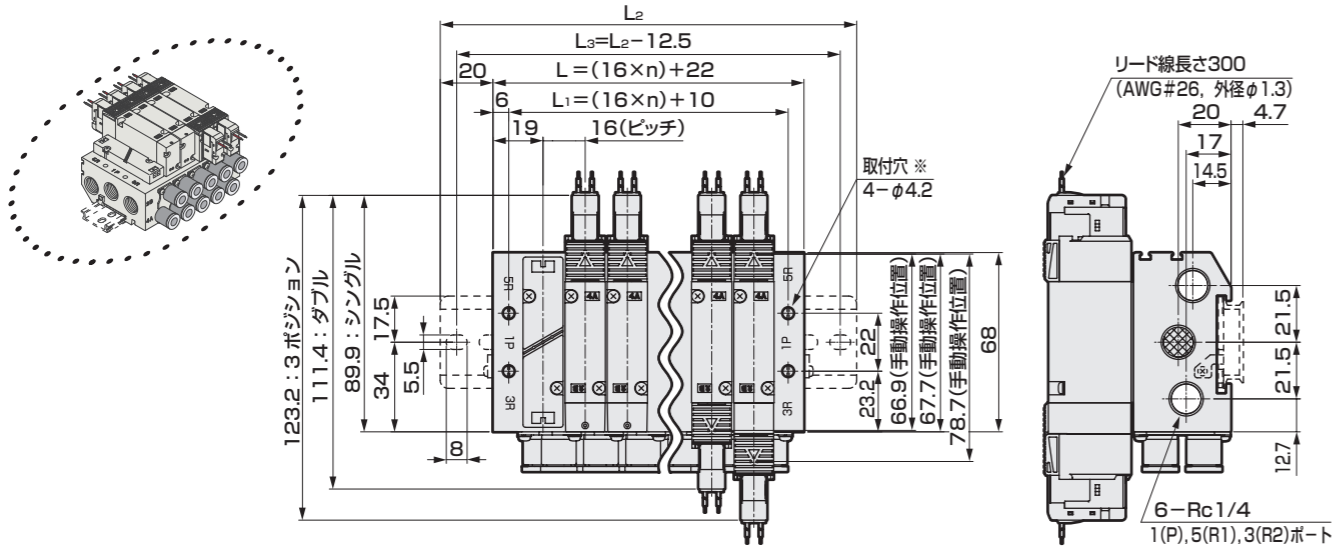 L2
L3=L2−12.5
20
L=(16×n)+22
6
L1=(16×n)+10
19
16(ピッチ)
取付穴 ※
4−φ4.2
リード線長さ300
(AWG#26, 外径φ1.3)
20
4.7
17
14.5
123.2:3 ポジション
111.4:ダブル
89.9:シングル
17.5
34
5.5
8
5R
1P
3R
4A
4A
4A
4A
5R
1P
3R
22
23.2
66.9(手動操作位置)
67.7(手動操作位置)
78.7(手動操作位置)
68
21.5
21.5
12.7
6−Rc1/4
1(P),5(R1),3(R2)ポート